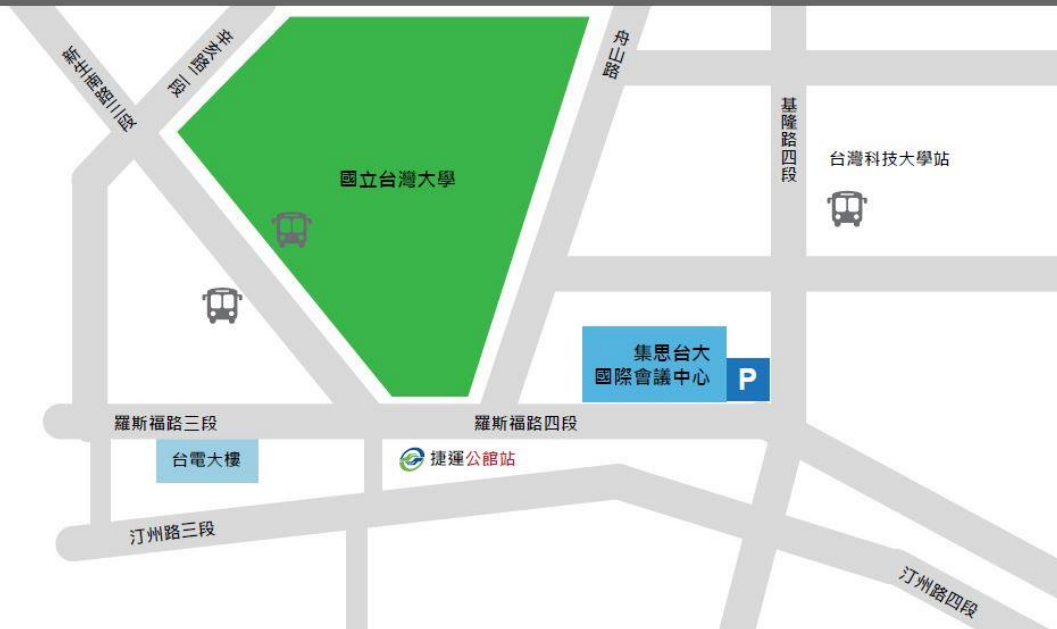 新生南路三段
辛亥路一段
舟山路
基隆路四段
國立台灣大學
台灣科技大學站
集思台大
國際會議中心
P
羅斯福路三段
羅斯福路四段
台電大樓
捷運公館站
汀州路三段
汀州路四段